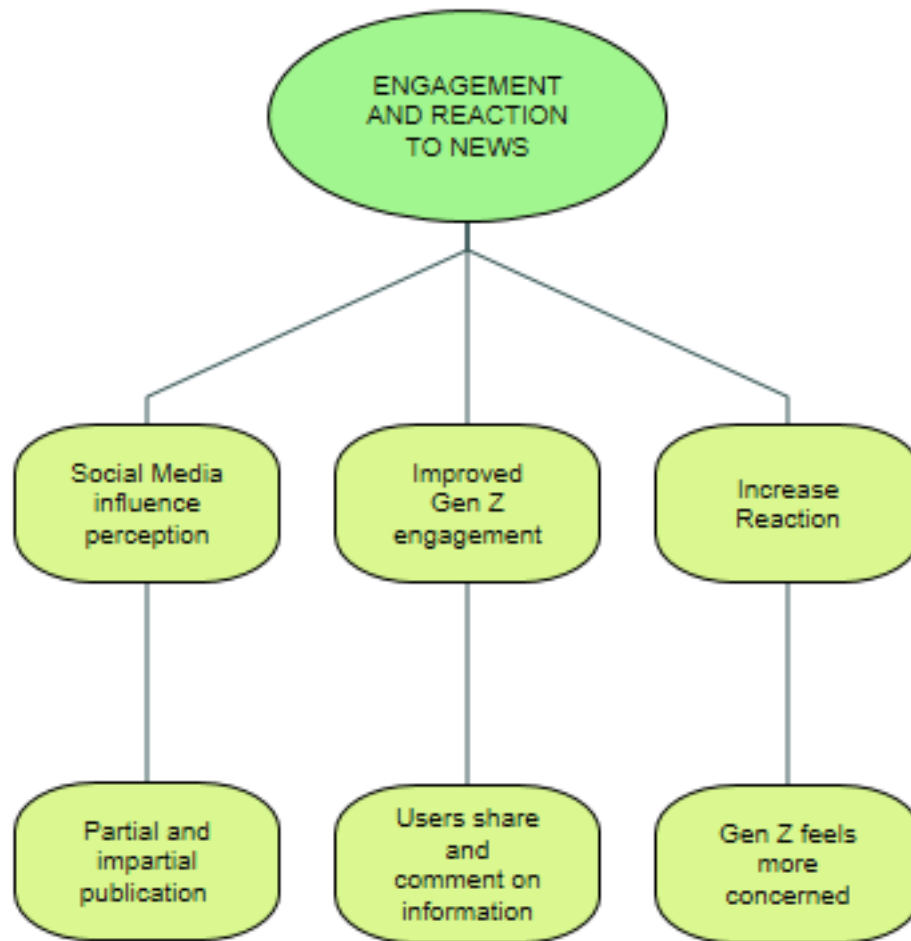 ENGAGEMENT
AND REACTION
TO NEWS
Social Media
influence
perception
Improved
Gen Z
engagement
Increase
Reaction
Partial and
impartial
publication
Users share
and
comment on
information
Gen Z feels
more
concerned